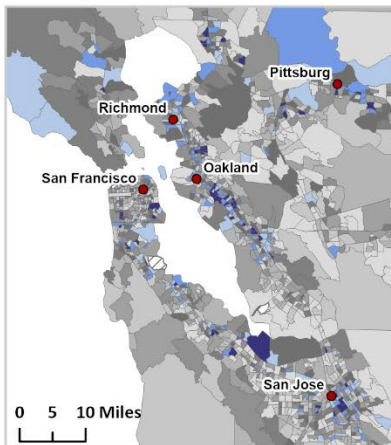 Pittsburg
Richmond
Oakland
San Francisco
San Jose
0 5 10 Miles